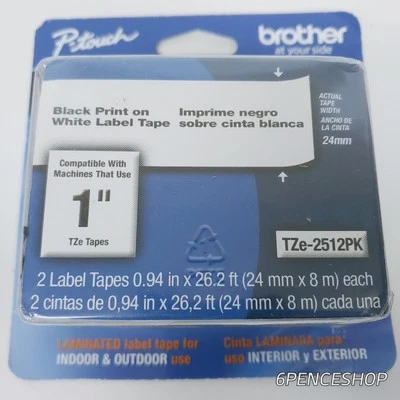 P-touch
brother
at your side
Black Print on
White Label Tape
Imprime negro
sobre cinta blanca
ACTUAL
TAPE
WIDTH
ANCHO DE
LA CINTA
24mm
Compatible With
Machines That Use
1"
TZe Tapes
TZe-2512PK
2 Label Tapes 0.94 in x 26.2 ft (24 mm x 8 m) each
2 cintas de 0,94 in x 26,2 ft (24 mm x 8 m) cada una
LAMINATED label tape for
INDOOR & OUTDOOR use
Cinta LAMINADA para
uso INTERIOR y EXTERIOR
6PENCESHOP